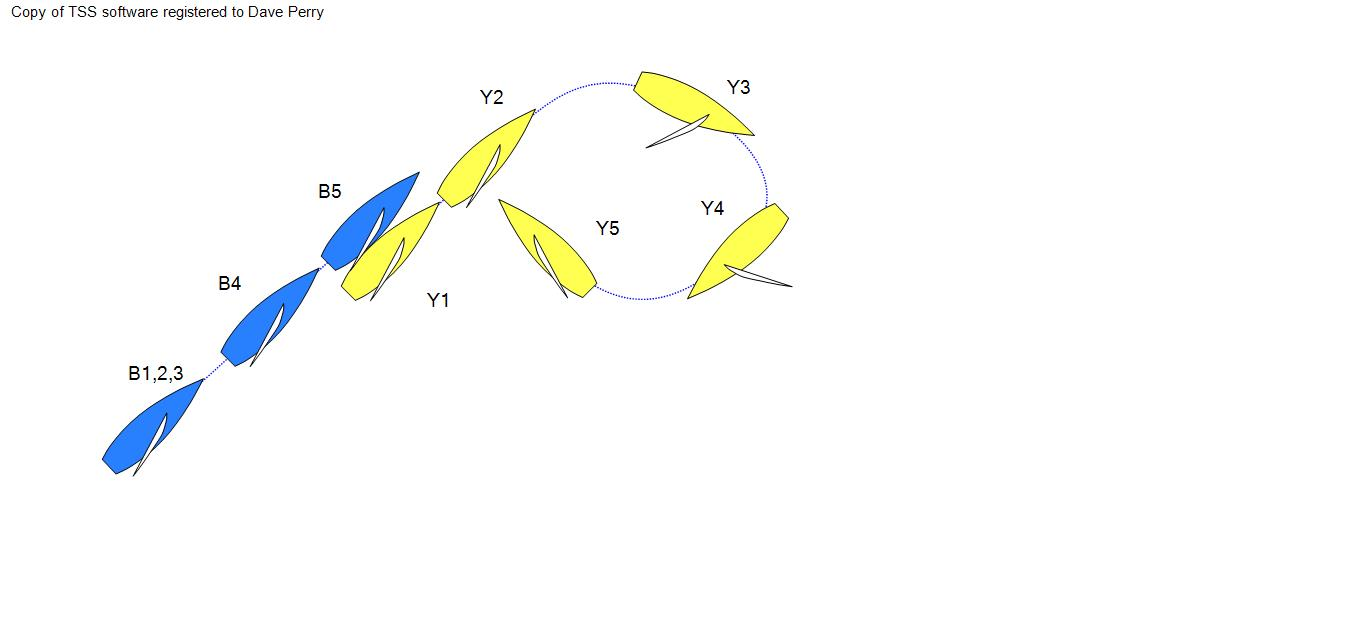 Copy of TSS software registered to Dave Perry
Y3
Y2
B5
Y4
Y5
B4
Y1
B1,2,3